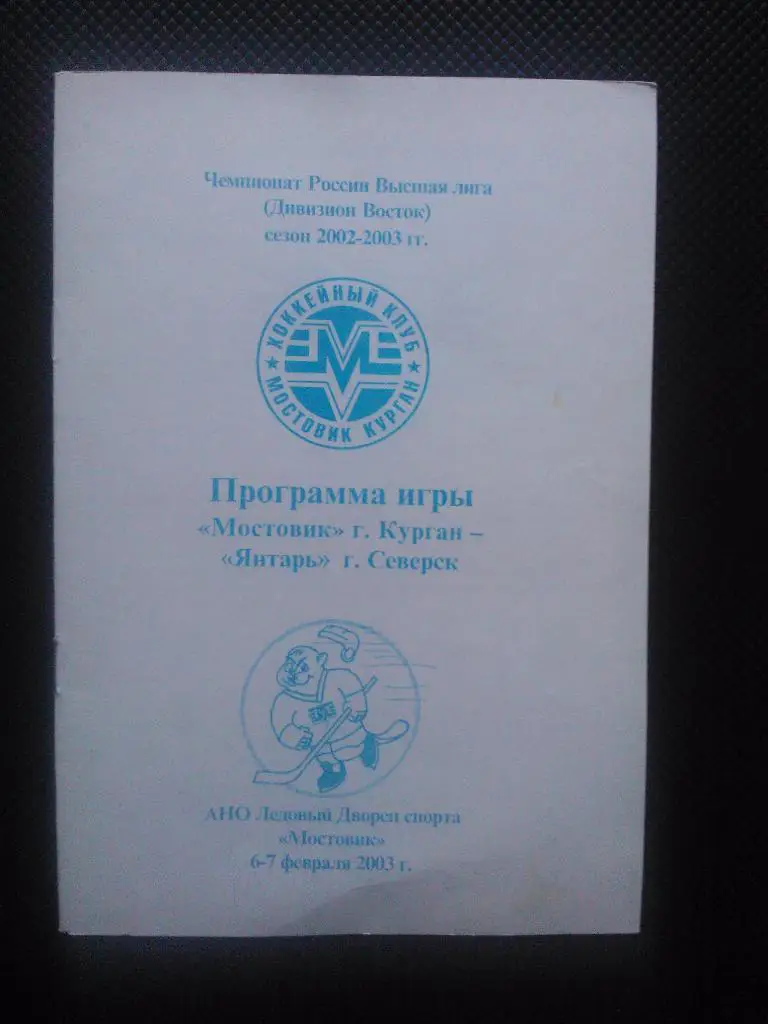 Чемпионат России Высшая лига
(Дивизион Восток)
сезон 2002-2003 гг.
★ ХОККЕЙНЫЙ КЛУБ ★
МОСТОВИК КУРГАН
Программа игры
«Мостовик» г. Курган –
«Янтарь» г. Северск
АНО Ледовый Дворец спорта
«Мостовик»
6-7 февраля 2003 г.